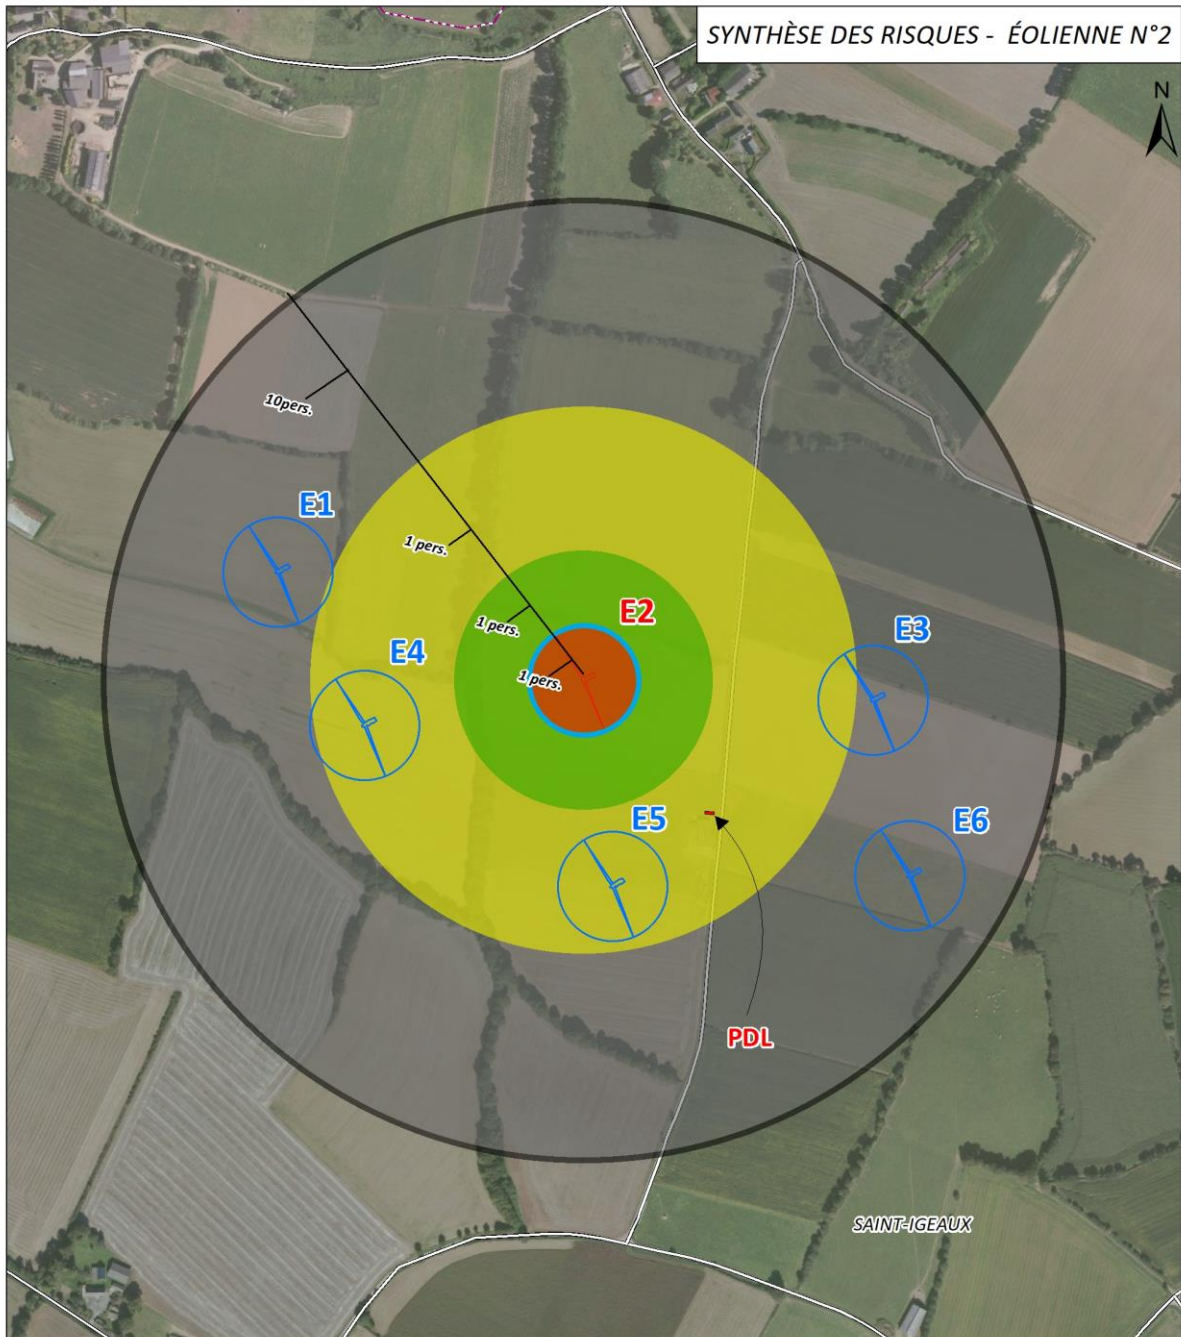 SYNTHÈSE DES RISQUES - ÉOLIENNE N°2
N
10pers.
E1
1 pers.
1 pers.
E2
E3
E4
1 pers.
E5
E6
PDL
SAINT-IGEAUX